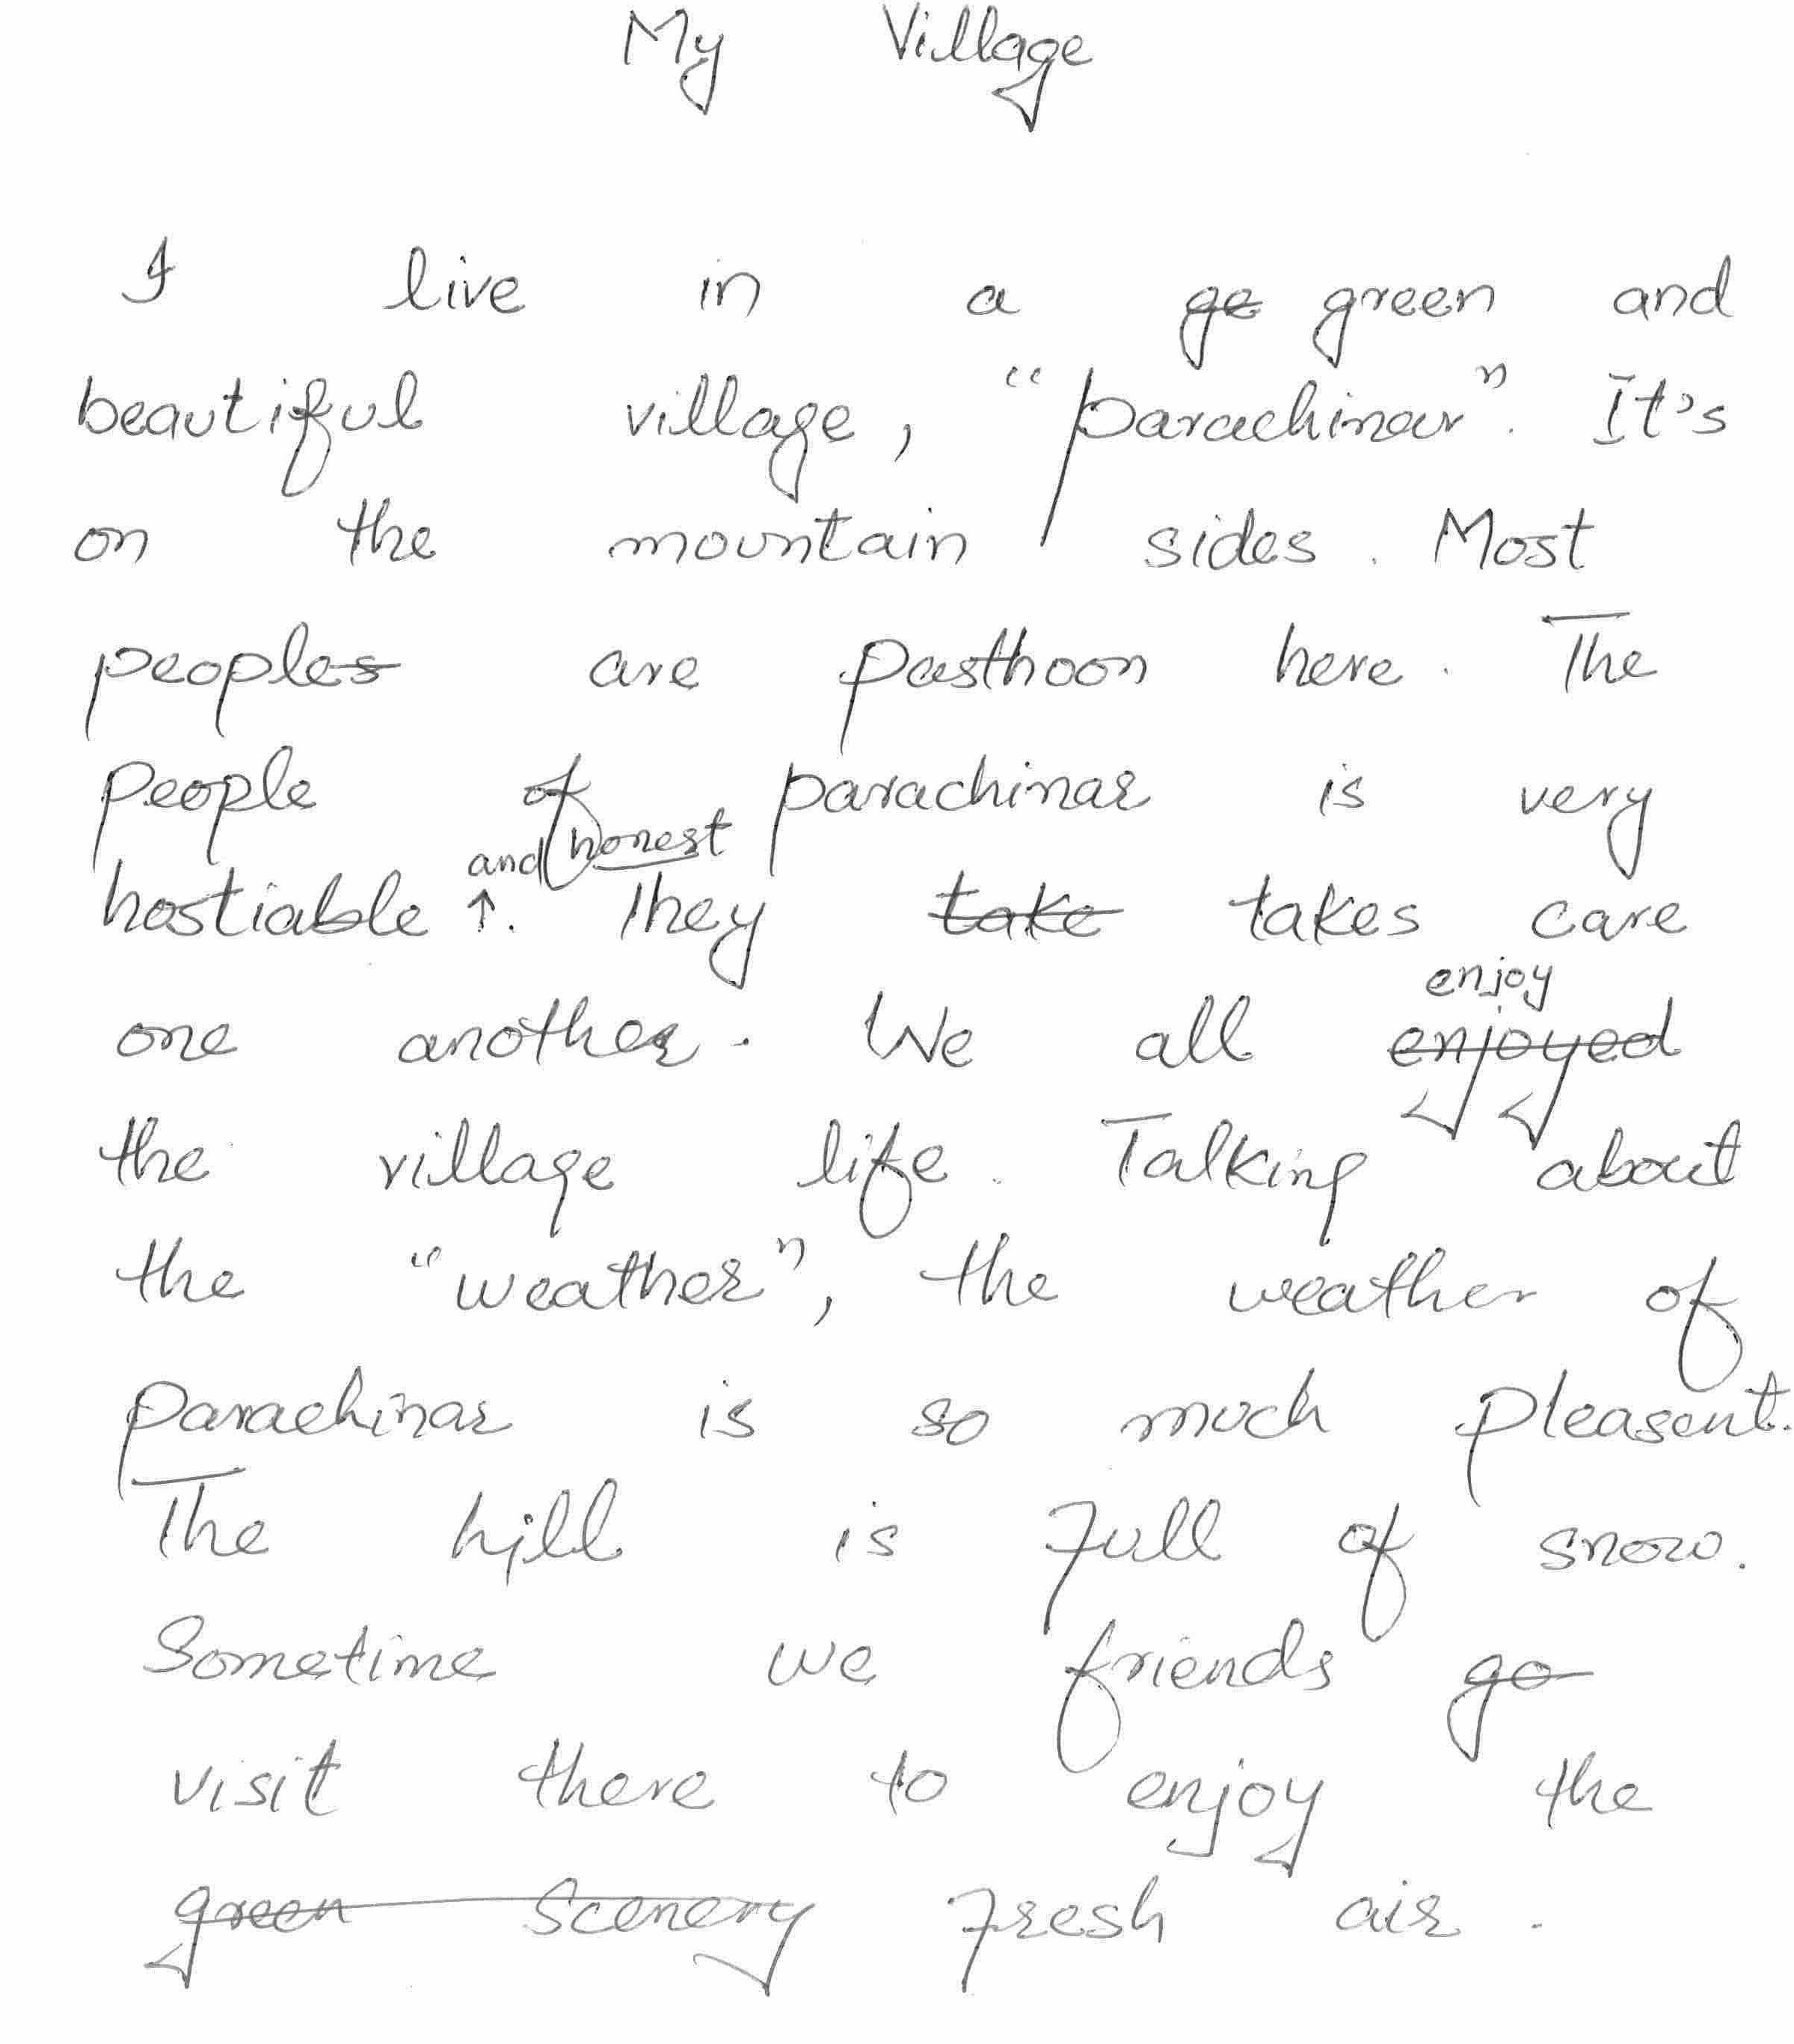 My Village
I live in a ge green and
beautiful village, "parachinar". It's
on the mountain sides. Most
peoples are pasthoon here. The
people of parachinar is very
and honest
hostiable ↑. They take takes care
enjoy
one another. We all enjoyed
the village life. Talking about
the "weather", the weather of
parachinar is so much pleasent.
The hill is Full of snow.
Sometime we friends go
visit there to enjoy the
green Scenery Fresh air.